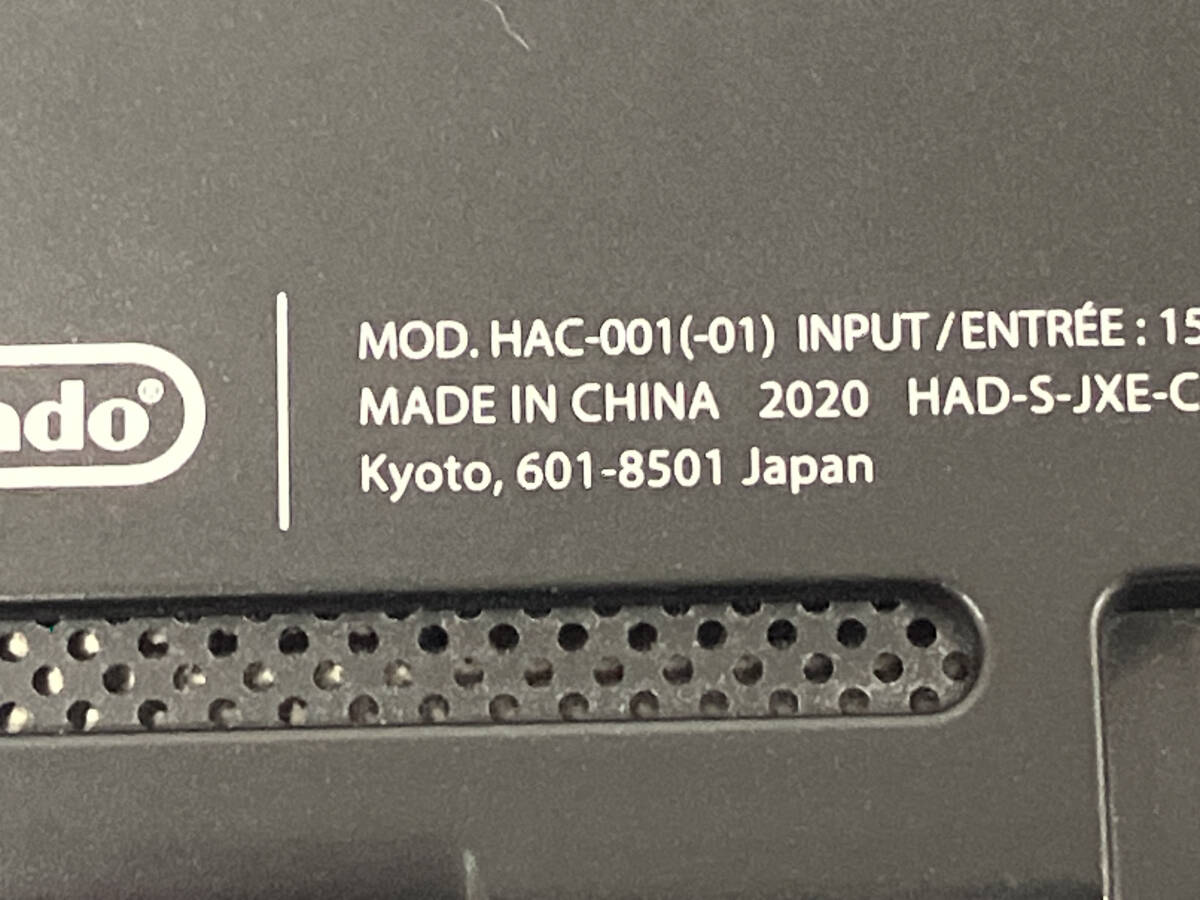 ndo®
MOD. HAC-001(-01) INPUT/ENTRÉE : 15
MADE IN CHINA 2020 HAD-S-JXE-C
Kyoto, 601-8501 Japan